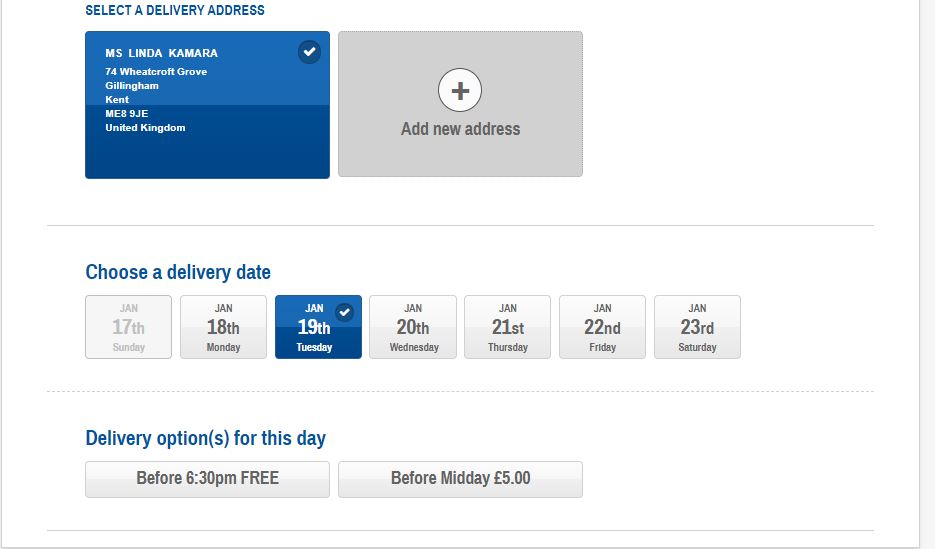 SELECT A DELIVERY ADDRESS
MS LINDA KAMARA
74 Wheatcroft Grove
Gillingham
Kent
ME8 9JE
United Kingdom
Add new address
Choose a delivery date
JAN JAN JAN JAN JAN JAN JAN
17th 18th 19th 20th 21st 22nd 23rd
Sunday Monday Tuesday Wednesday Thursday Friday Saturday
Delivery option(s) for this day
Before 6:30pm FREE Before Midday £5.00